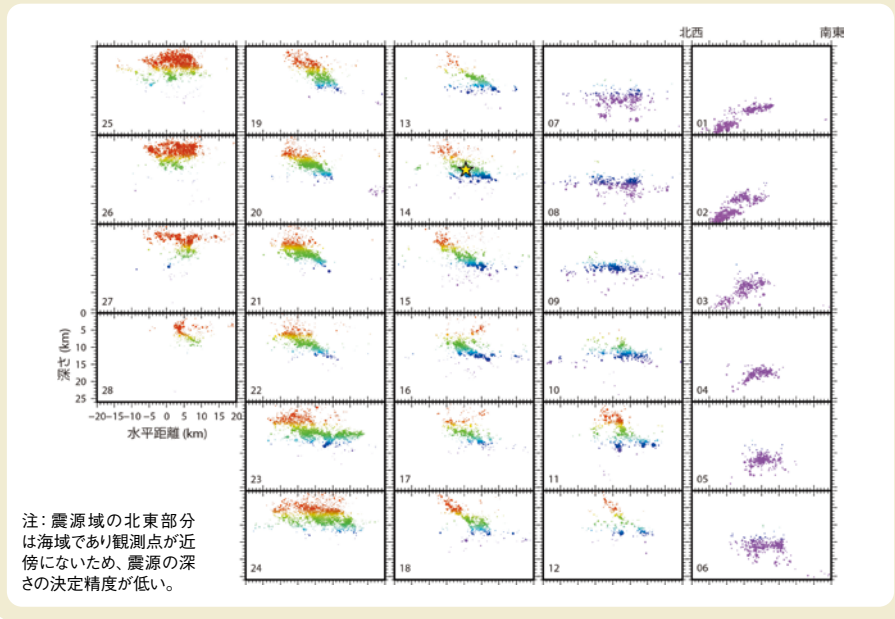 北西 南東
25 19 13 07 01
26 20 14 08 02
27 21 15 09 03
0
5
10
15
20
25
深さ (km)
28 22 16 10 04
−20−15−10−5 0 5 10 15 20
水平距離 (km)
23 17 11 05
24 18 12 06
注：震源域の北東部分
は海域であり観測点が近
傍にないため、震源の深
さの決定精度が低い。